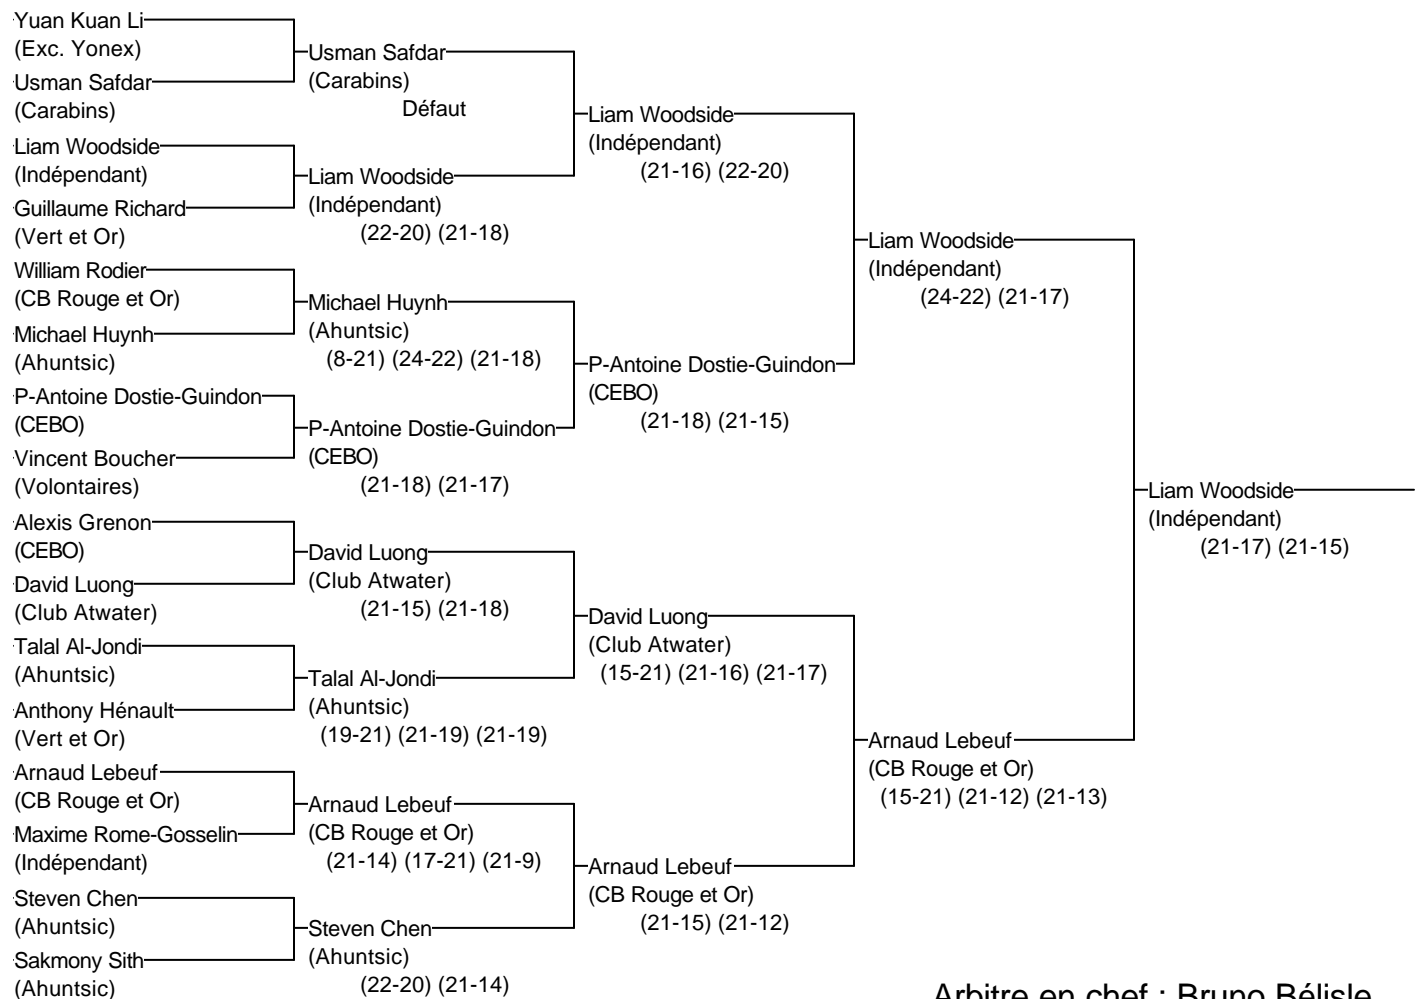 Yuan Kuan Li
(Exc. Yonex)
Usman Safdar
(Carabins)
Liam Woodside
(Indépendant)
Guillaume Richard
(Vert et Or)
William Rodier
(CB Rouge et Or)
Michael Huynh
(Ahuntsic)
P-Antoine Dostie-Guindon
(CEBO)
Vincent Boucher
(Volontaires)
Alexis Grenon
(CEBO)
David Luong
(Club Atwater)
Talal Al-Jondi
(Ahuntsic)
Anthony Hénault
(Vert et Or)
Arnaud Lebeuf
(CB Rouge et Or)
Maxime Rome-Gosselin
(Indépendant)
Steven Chen
(Ahuntsic)
Sakmony Sith
(Ahuntsic)
Usman Safdar
(Carabins)
Défaut
Liam Woodside
(Indépendant)
(22-20) (21-18)
Michael Huynh
(Ahuntsic)
(8-21) (24-22) (21-18)
P-Antoine Dostie-Guindon
(CEBO)
(21-18) (21-17)
David Luong
(Club Atwater)
(21-15) (21-18)
Talal Al-Jondi
(Ahuntsic)
(19-21) (21-19) (21-19)
Arnaud Lebeuf
(CB Rouge et Or)
(21-14) (17-21) (21-9)
Steven Chen
(Ahuntsic)
(22-20) (21-14)
Liam Woodside
(Indépendant)
(21-16) (22-20)
P-Antoine Dostie-Guindon
(CEBO)
(21-18) (21-15)
David Luong
(Club Atwater)
(15-21) (21-16) (21-17)
Arnaud Lebeuf
(CB Rouge et Or)
(21-15) (21-12)
Liam Woodside
(Indépendant)
(24-22) (21-17)
Arnaud Lebeuf
(CB Rouge et Or)
(15-21) (21-12) (21-13)
Liam Woodside
(Indépendant)
(21-17) (21-15)
Arbitre en chef : Bruno Bélisle